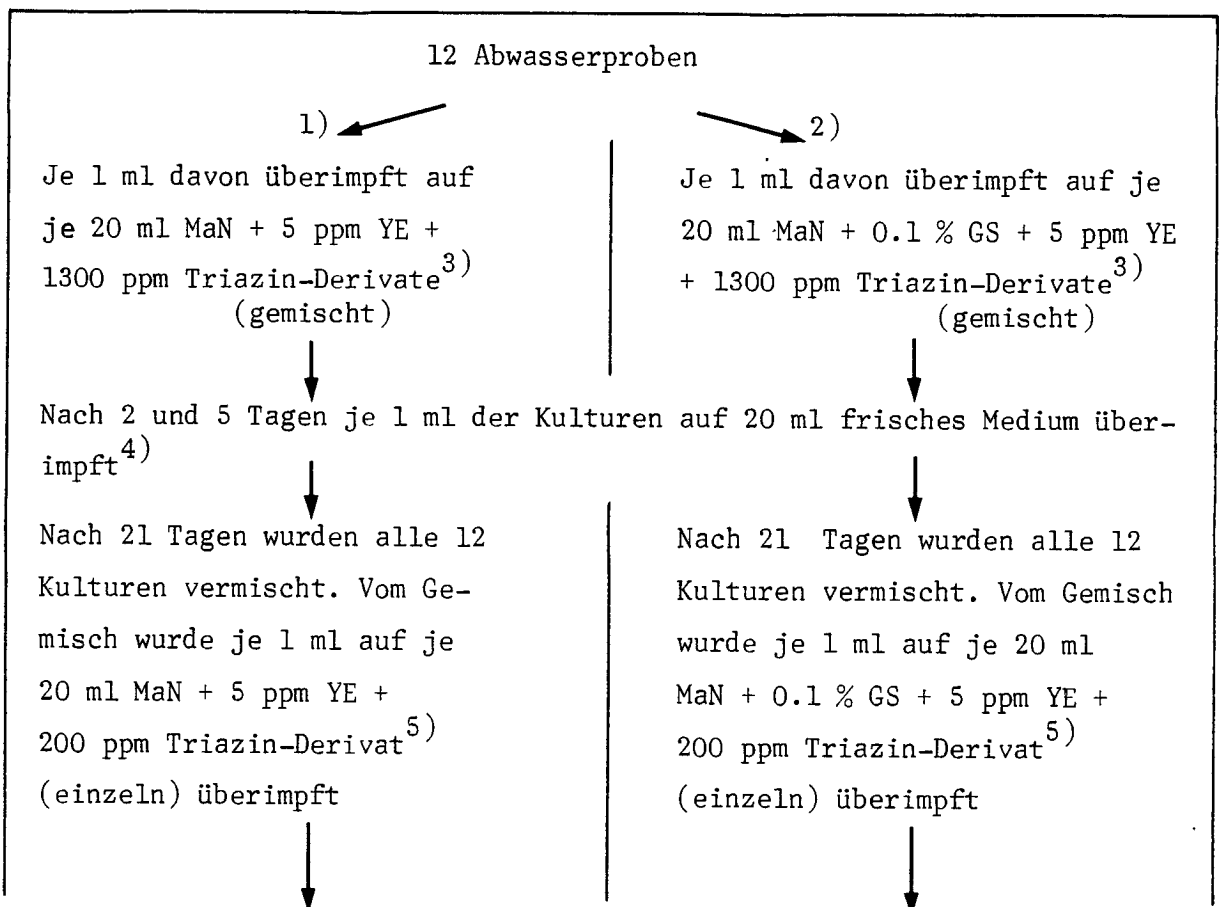 12 Abwasserproben
1)
Je 1 ml davon überimpft auf
je 20 ml MaN + 5 ppm YE +
1300 ppm Triazin-Derivate3)
(gemischt)
2)
Je 1 ml davon überimpft auf je
20 ml MaN + 0.1 % GS + 5 ppm YE
+ 1300 ppm Triazin-Derivate3)
(gemischt)
Nach 2 und 5 Tagen je 1 ml der Kulturen auf 20 ml frisches Medium über-
impft4)
Nach 21 Tagen wurden alle 12
Kulturen vermischt. Vom Ge-
misch wurde je 1 ml auf je
20 ml MaN + 5 ppm YE +
200 ppm Triazin-Derivat5)
(einzeln) überimpft
Nach 21 Tagen wurden alle 12
Kulturen vermischt. Vom Gemisch
wurde je 1 ml auf je 20 ml
MaN + 0.1 % GS + 5 ppm YE +
200 ppm Triazin-Derivat5)
(einzeln) überimpft